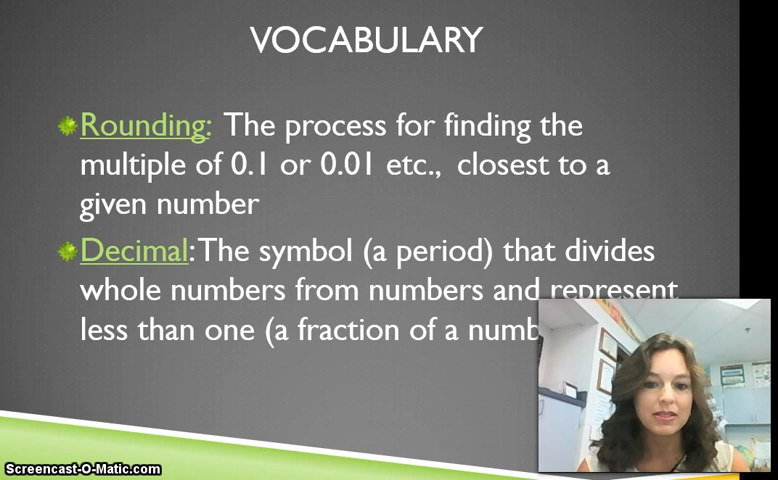 VOCABULARY
Rounding: The process for finding the
multiple of 0.1 or 0.01 etc., closest to a
given number
Decimal: The symbol (a period) that divides
whole numbers from numbers and represent
less than one (a fraction of a
Screencast-O-Matic.com